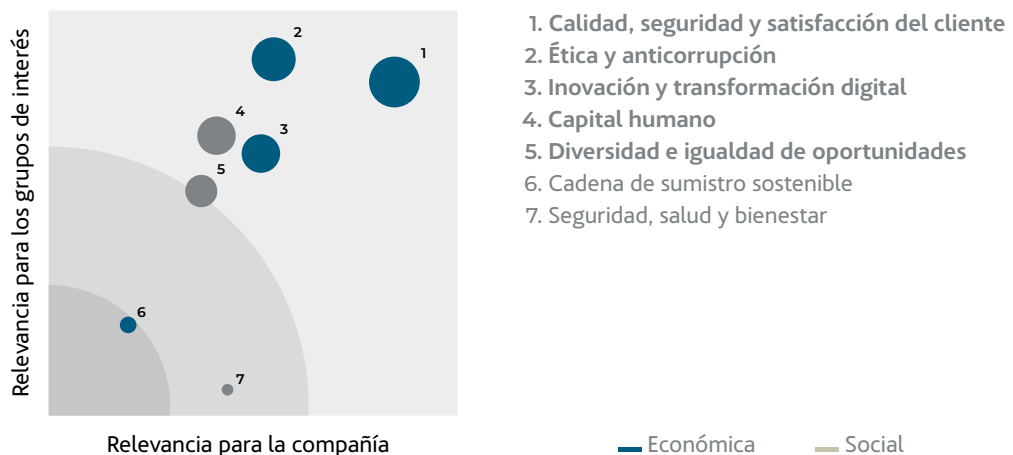 Relevancia para los grupos de interés
2
1
4
3
5
6
7
Relevancia para la compañía
1. Calidad, seguridad y satisfacción del cliente
2. Ética y anticorrupción
3. Inovación y transformación digital
4. Capital humano
5. Diversidad e igualdad de oportunidades
6. Cadena de sumistro sostenible
7. Seguridad, salud y bienestar
Económica
Social